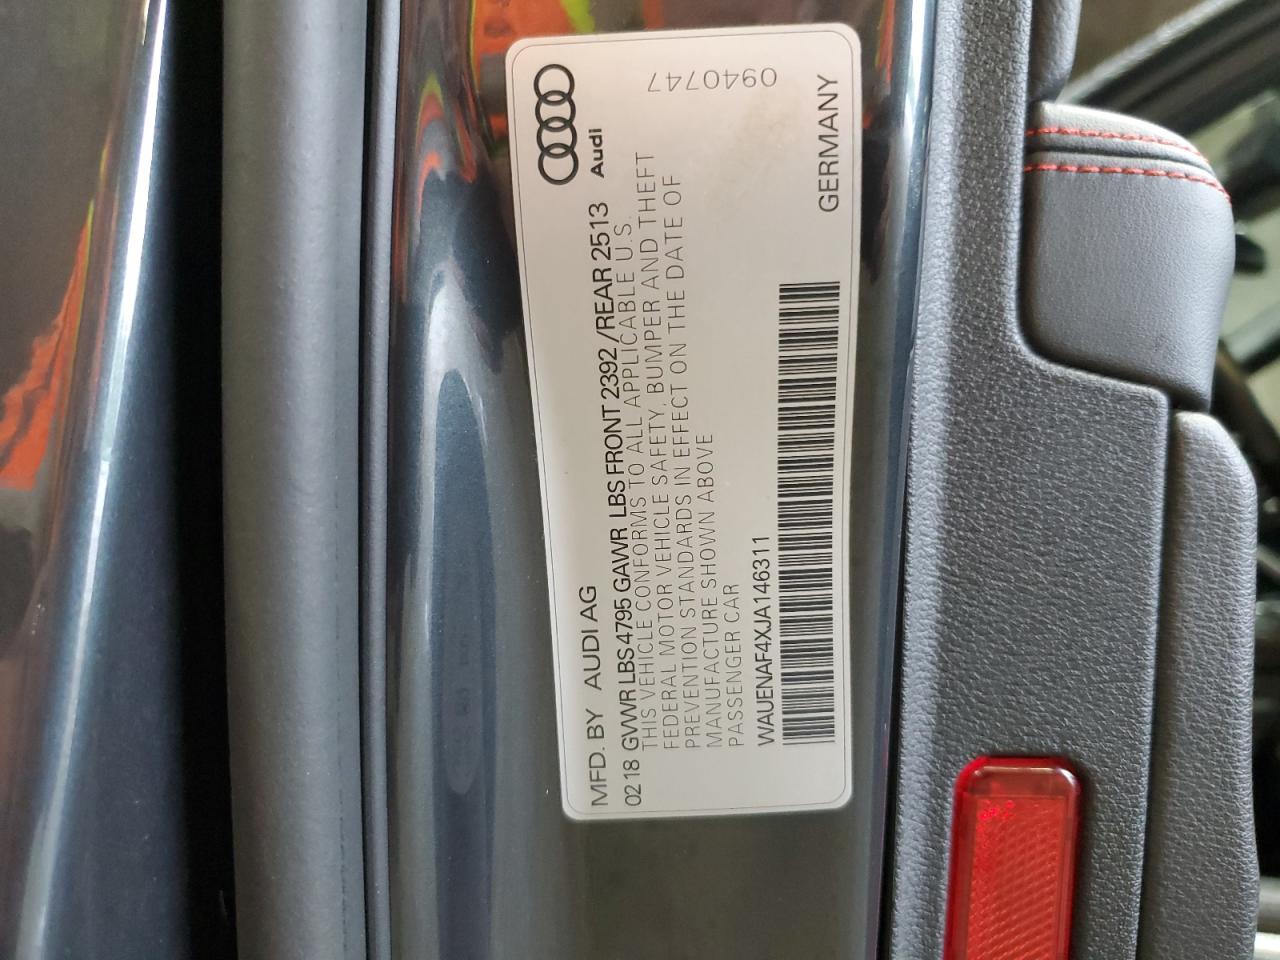 MFD. BY AUDI AG
Audi
02 18 GVWR LBS 4795 GAWR LBS FRONT 2392 /REAR 2513
THIS VEHICLE CONFORMS TO ALL APPLICABLE U.S.
FEDERAL MOTOR VEHICLE SAFETY, BUMPER AND THEFT
PREVENTION STANDARDS IN EFFECT ON THE DATE OF
MANUFACTURE SHOWN ABOVE
PASSENGER CAR
WAUENAF4XJA146311
GERMANY
0940747